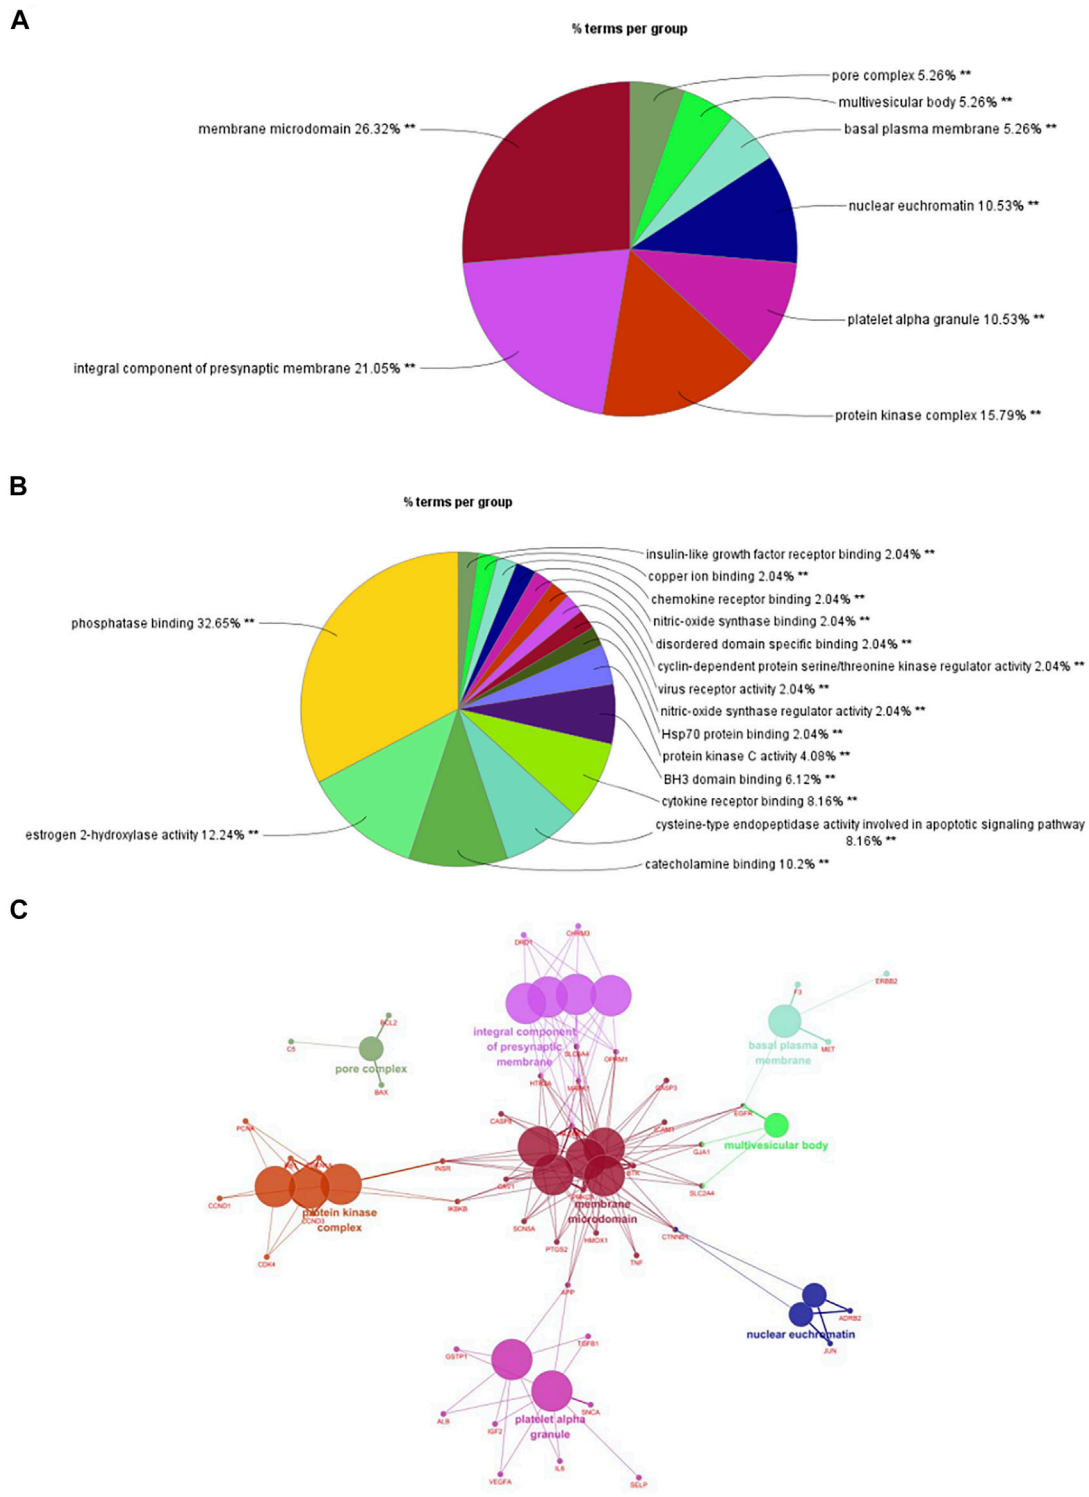 A
% terms per group
pore complex 5.26% **
multivesicular body 5.26% **
membrane microdomain 26.32% **
basal plasma membrane 5.26% **
nuclear euchromatin 10.53% **
platelet alpha granule 10.53% **
integral component of presynaptic membrane 21.05% **
protein kinase complex 15.79% **
B
% terms per group
insulin-like growth factor receptor binding 2.04% **
copper ion binding 2.04% **
chemokine receptor binding 2.04% **
phosphatase binding 32.65% **
nitric-oxide synthase binding 2.04% **
disordered domain specific binding 2.04% **
cyclin-dependent protein serine/threonine kinase regulator activity 2.04% **
virus receptor activity 2.04% **
nitric-oxide synthase regulator activity 2.04% **
Hsp70 protein binding 2.04% **
protein kinase C activity 4.08% **
BH3 domain binding 6.12% **
cytokine receptor binding 8.16% **
cysteine-type endopeptidase activity involved in apoptotic signaling pathway
8.16% **
estrogen 2-hydroxylase activity 12.24% **
catecholamine binding 10.2% **
C
DRD1
CHRM3
ERBB2
F3
BCL2
integral component
of presynaptic
membrane
C5
basal plasma
membrane
MET
SLC6A4
OPRM1
pore complex
BAX
HTR2A
CASP3
EGFR
PCNA
multivesicular body
GJA1
INSR
BTK
CAV1
SLC2A4
CCND1
IKBKB
protein kinase
complex
CCND3
membrane
microdomain
SCN5A
HMOX1
CTNNB1
PTGS2
CDK4
TNF
APP
ADRB2
nuclear euchromatin
JUN
TGFB1
GSTP1
SNCA
ALB
platelet alpha
granule
IGF2
IL6
VEGFA
SELP